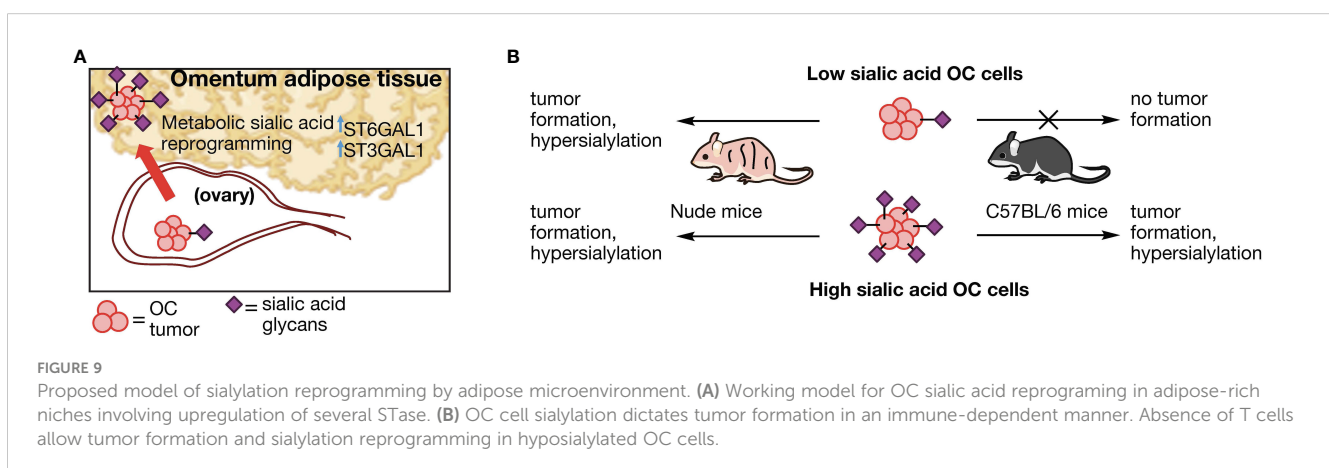 A
Omentum adipose tissue
Metabolic sialic acid
reprogramming
ST6GAL1
ST3GAL1
(ovary)
= OC
tumor
= sialic acid
glycans
B
Low sialic acid OC cells
tumor
formation,
hypersialylation
no tumor
formation
Nude mice
C57BL/6 mice
tumor
formation,
hypersialylation
tumor
formation,
hypersialylation
High sialic acid OC cells
FIGURE 9
Proposed model of sialylation reprogramming by adipose microenvironment. (A) Working model for OC sialic acid reprograming in adipose-rich
niches involving upregulation of several STase. (B) OC cell sialylation dictates tumor formation in an immune-dependent manner. Absence of T cells
allow tumor formation and sialylation reprogramming in hyposialylated OC cells.